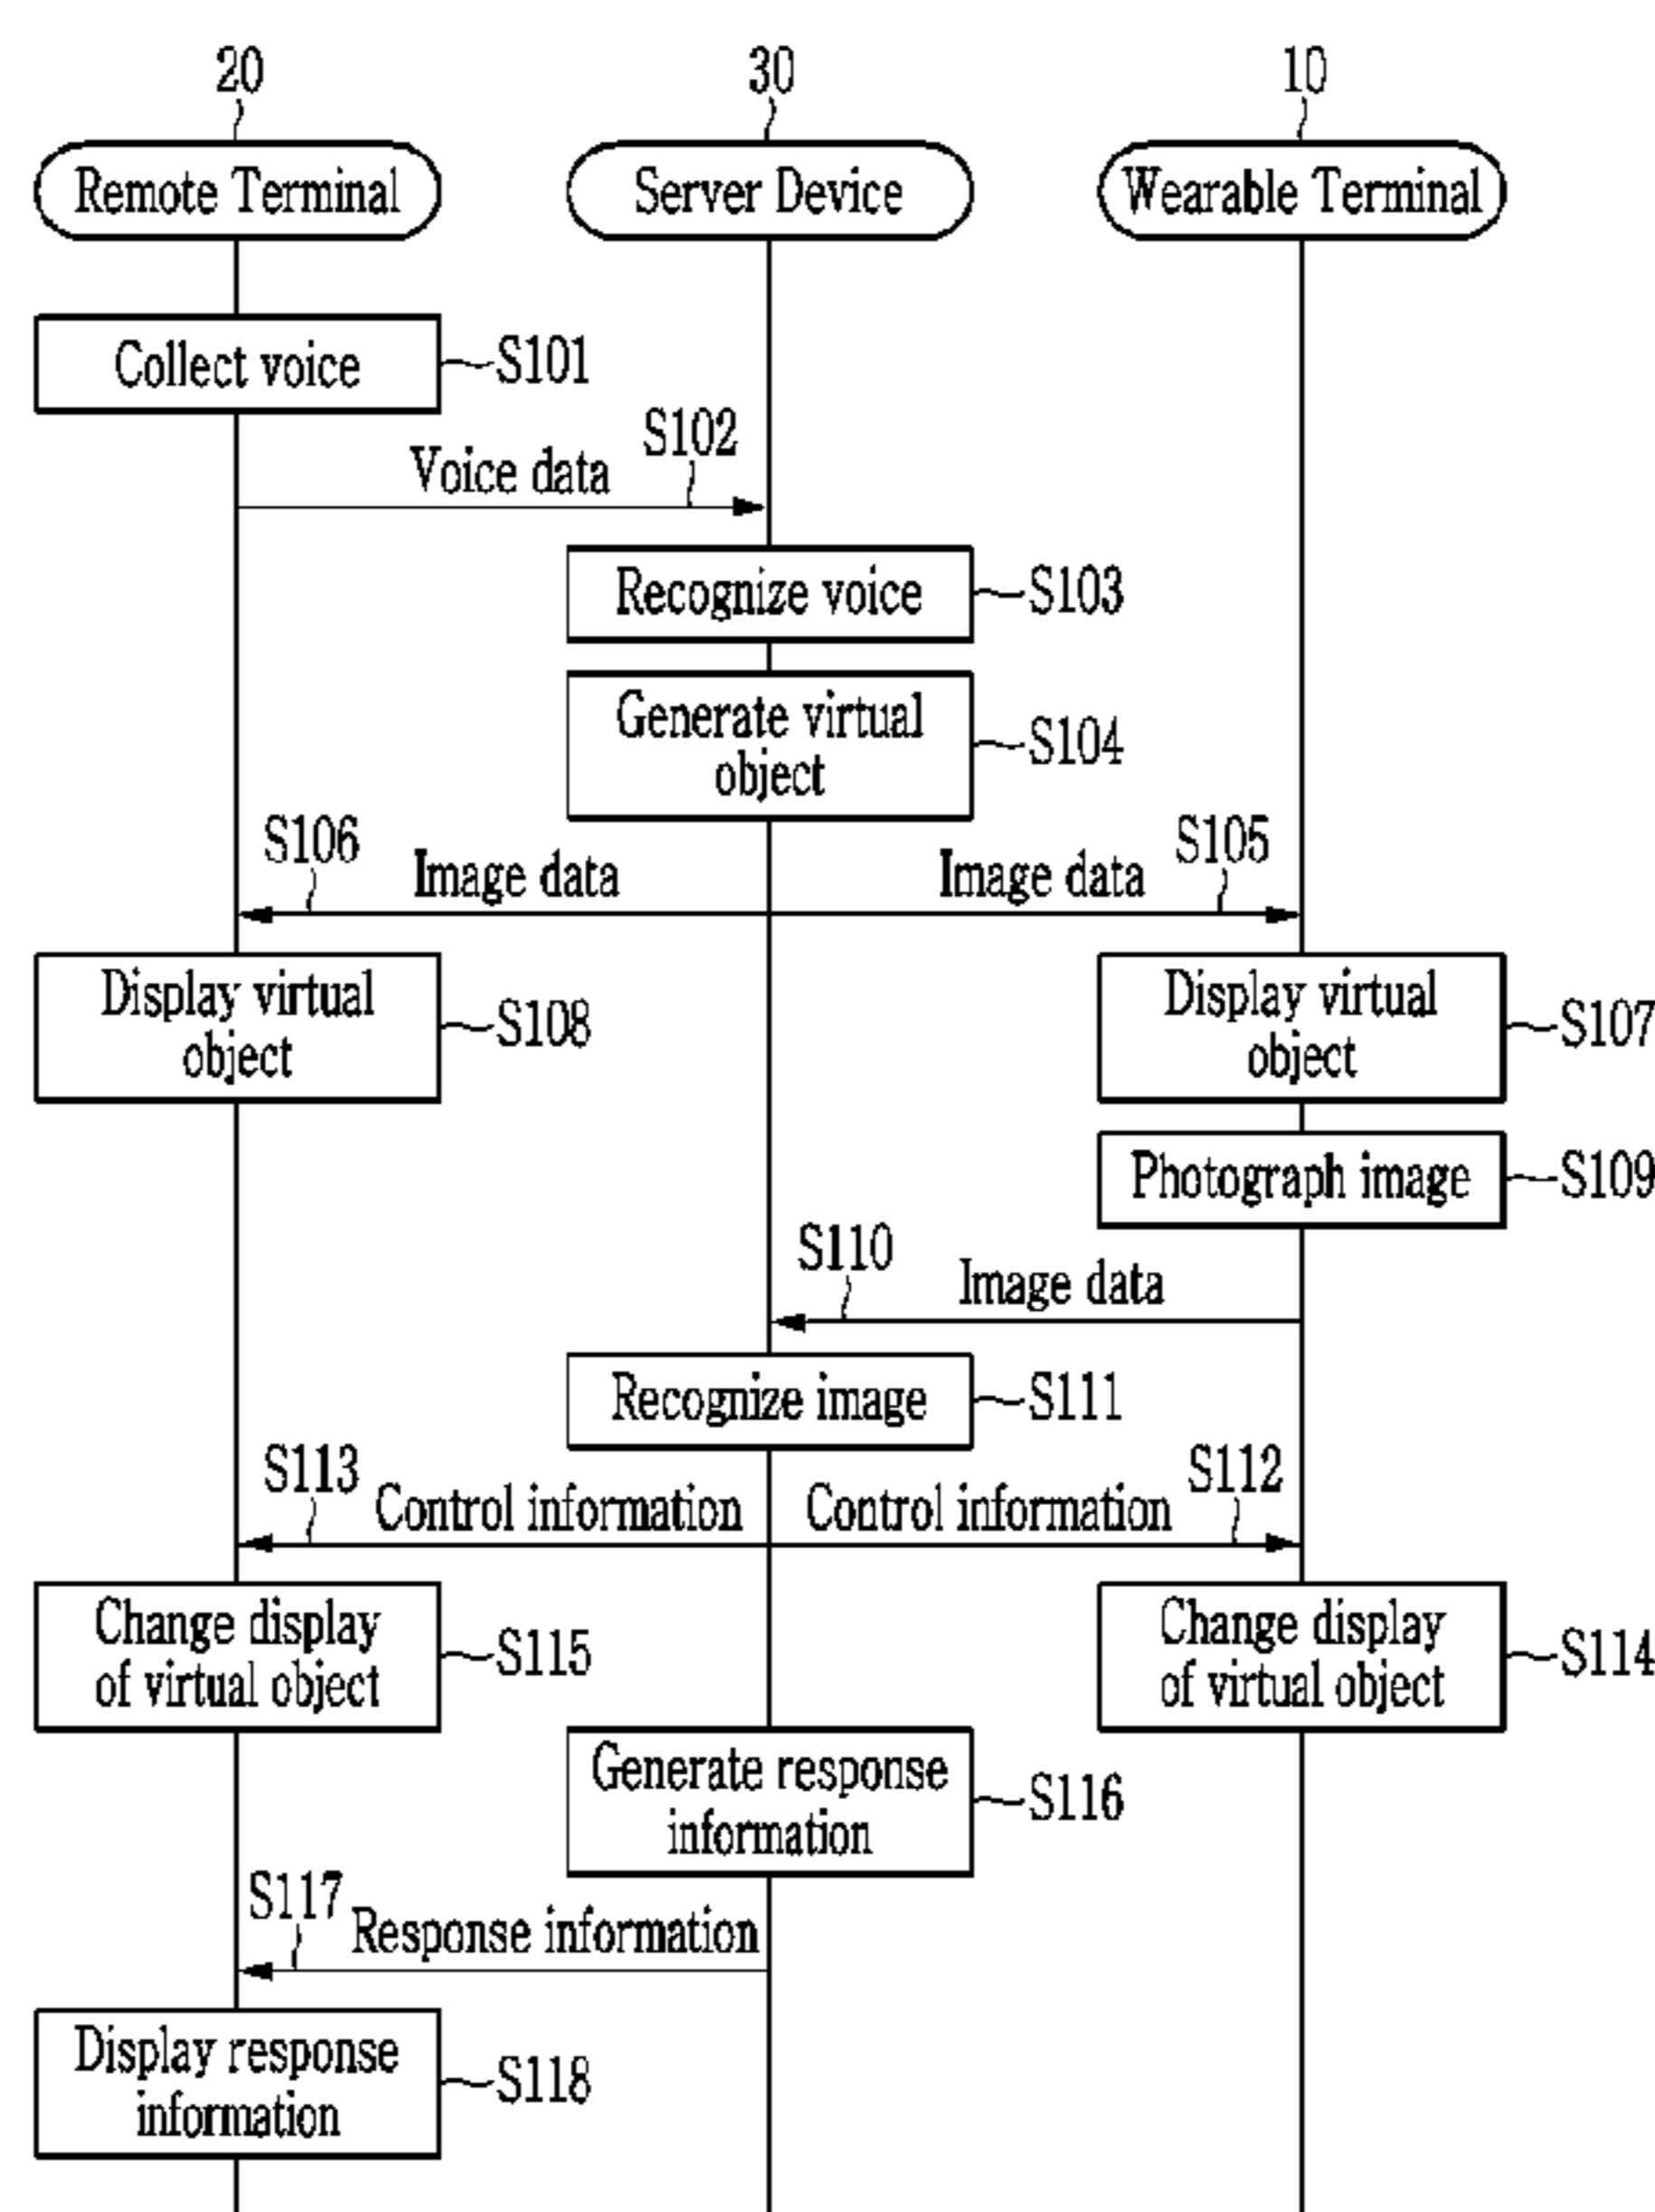 20
30
10
Remote Terminal
Server Device
Wearable Terminal
Collect voice
S101
S102
Voice data
Recognize voice
S103
Generate virtual
object
S104
S106
Image data
Image data
S105
Display virtual
object
S108
Display virtual
object
S107
Photograph image
S109
S110
Image data
Recognize image
S111
S113
Control information
Control information
S112
Change display
of virtual object
S115
Change display
of virtual object
S114
Generate response
information
S116
S117
Response information
Display response
information
S118